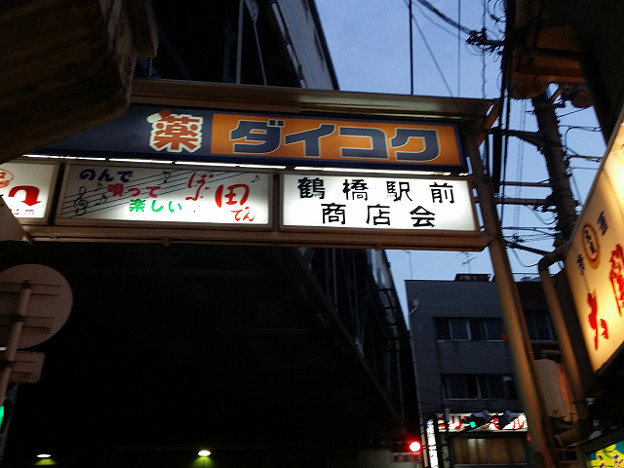 薬 ダイコク
のんで
唄って
楽しい
田
てん
鶴橋駅前
商店会